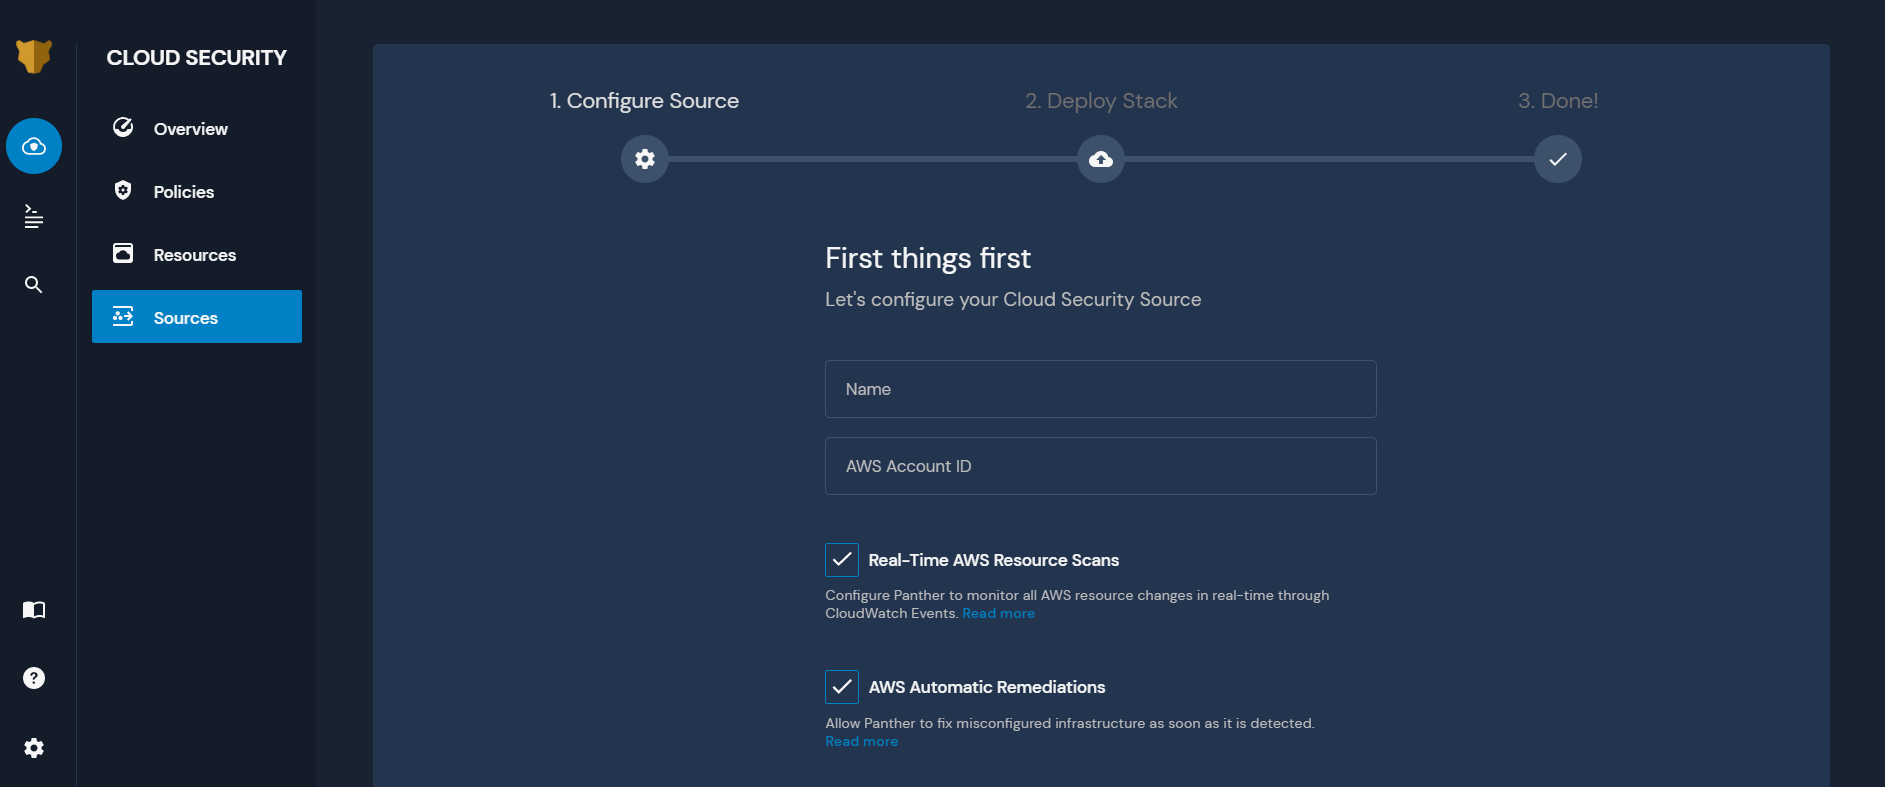 CLOUD SECURITY
Overview
Policies
Resources
Sources
1. Configure Source
2. Deploy Stack
3. Done!
First things first
Let's configure your Cloud Security Source
Name
AWS Account ID
Real-Time AWS Resource Scans
Configure Panther to monitor all AWS resource changes in real-time through
CloudWatch Events. Read more
AWS Automatic Remediations
Allow Panther to fix misconfigured infrastructure as soon as it is detected.
Read more